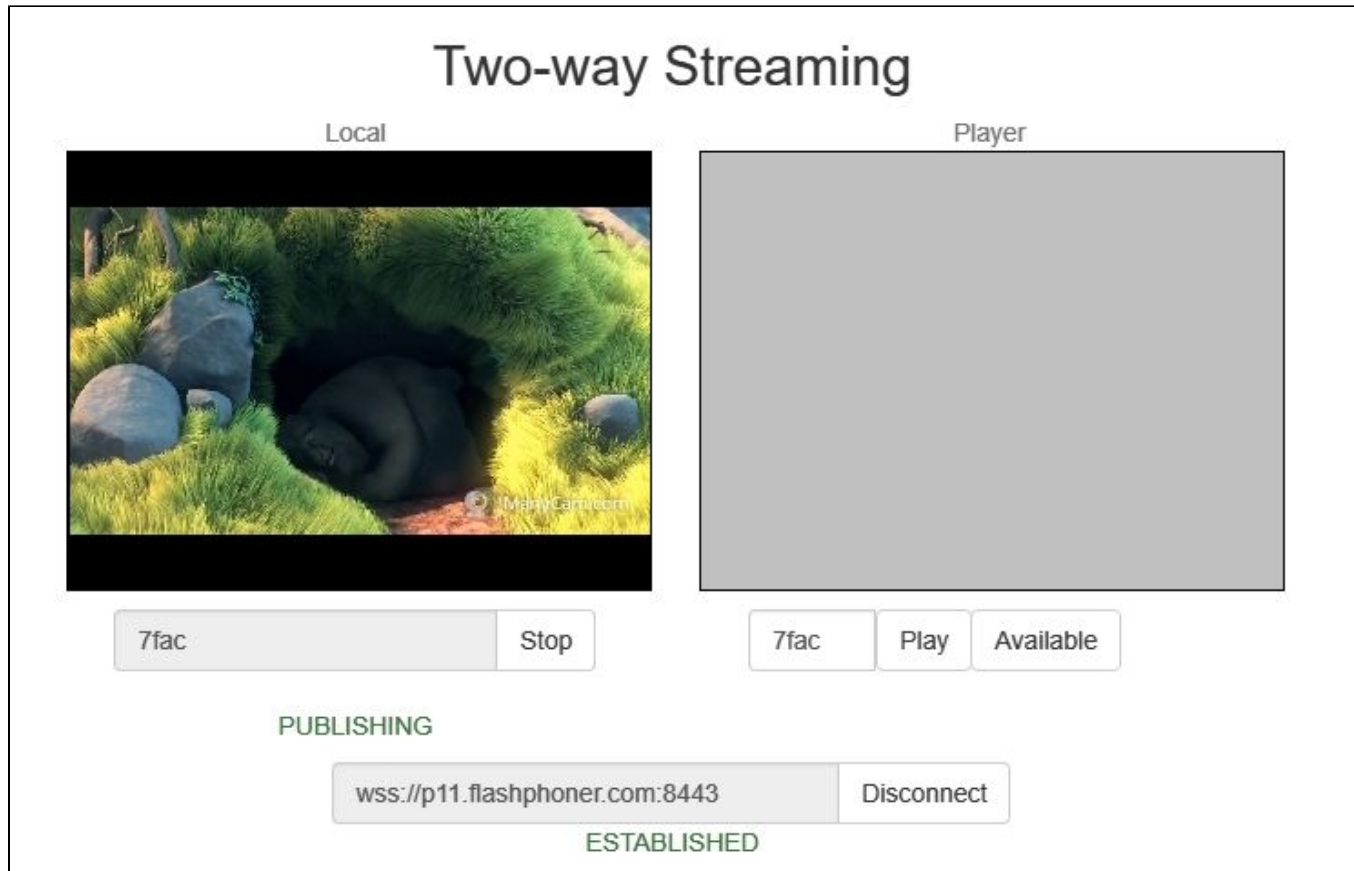 Two-way Streaming
Local
Player
ManyCam.com
7fac
Stop
7fac
Play
Available
PUBLISHING
wss://p11.flashphoner.com:8443
Disconnect
ESTABLISHED